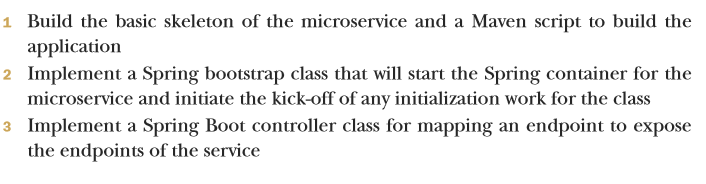 1 Build the basic skeleton of the microservice and a Maven script to build the
application
2 Implement a Spring bootstrap class that will start the Spring container for the
microservice and initiate the kick-off of any initialization work for the class
3 Implement a Spring Boot controller class for mapping an endpoint to expose
the endpoints of the service